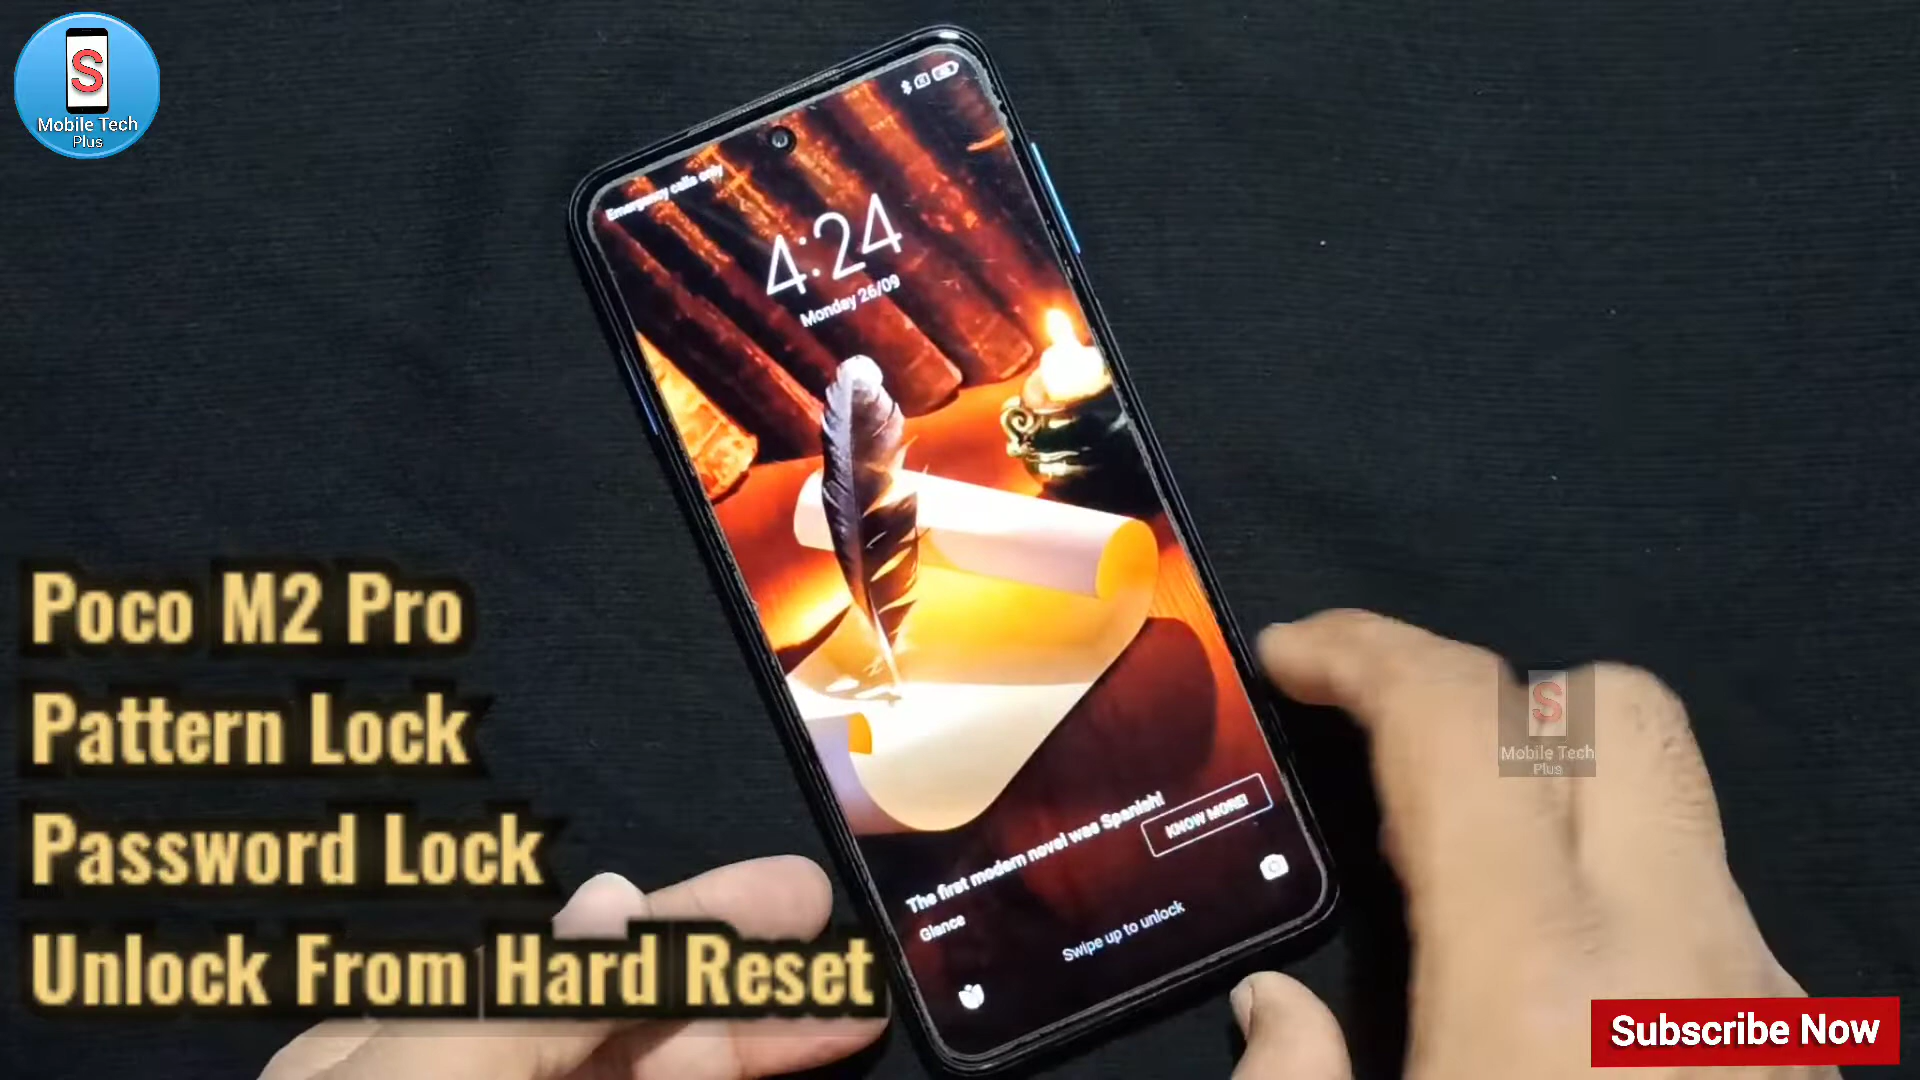 S
Mobile Tech
Plus
Emergency calls only
4:24
Monday 26/09
Poco M2 Pro
Pattern Lock
Password Lock
Unlock From Hard Reset
The first modern novel was Spanish!
KNOW MORE!
Glance
Swipe up to unlock
S
Mobile Tech
Plus
Subscribe Now